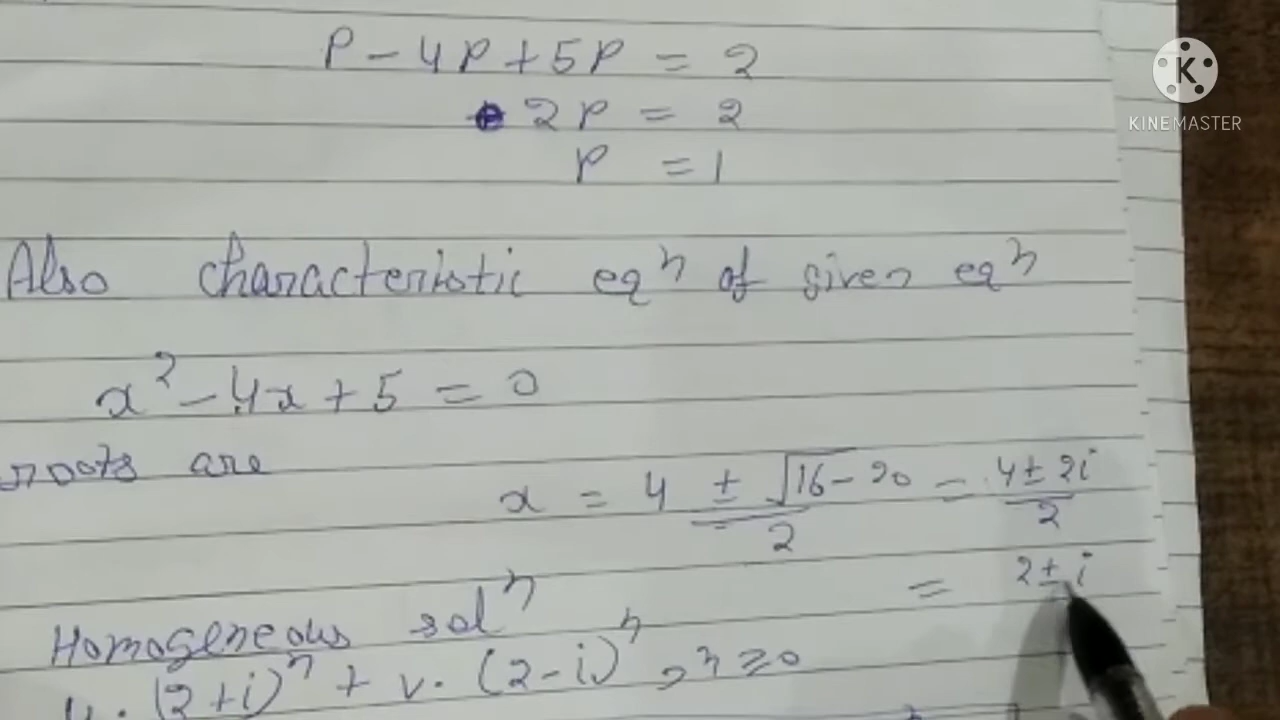 P - 4P + 5P = 2
2P = 2
P = 1
K
KINEMASTER
Also characteristic eqⁿ of given eqⁿ
x² - 4x + 5 = 0
roots are
x = 4 ± √16-20 / 2 = 4 ± 2i / 2
= 2 ± i
Homogeneous solⁿ
u. (2+i)ⁿ + v. (2-i)ⁿ, n ≥ 0